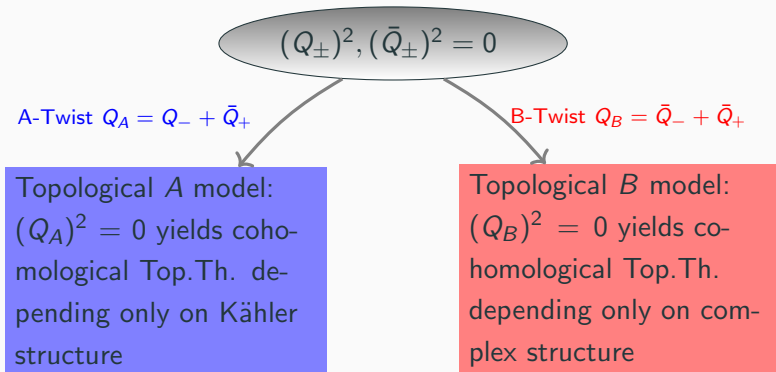 (Q±)², (Q̄±)² = 0
A-Twist Q_A = Q₋ + Q̄₊
B-Twist Q_B = Q̄₋ + Q̄₊
Topological A model:
(Q_A)² = 0 yields coho-
mological Top.Th. de-
pending only on Kähler
structure
Topological B model:
(Q_B)² = 0 yields co-
homological Top.Th.
depending only on com-
plex structure